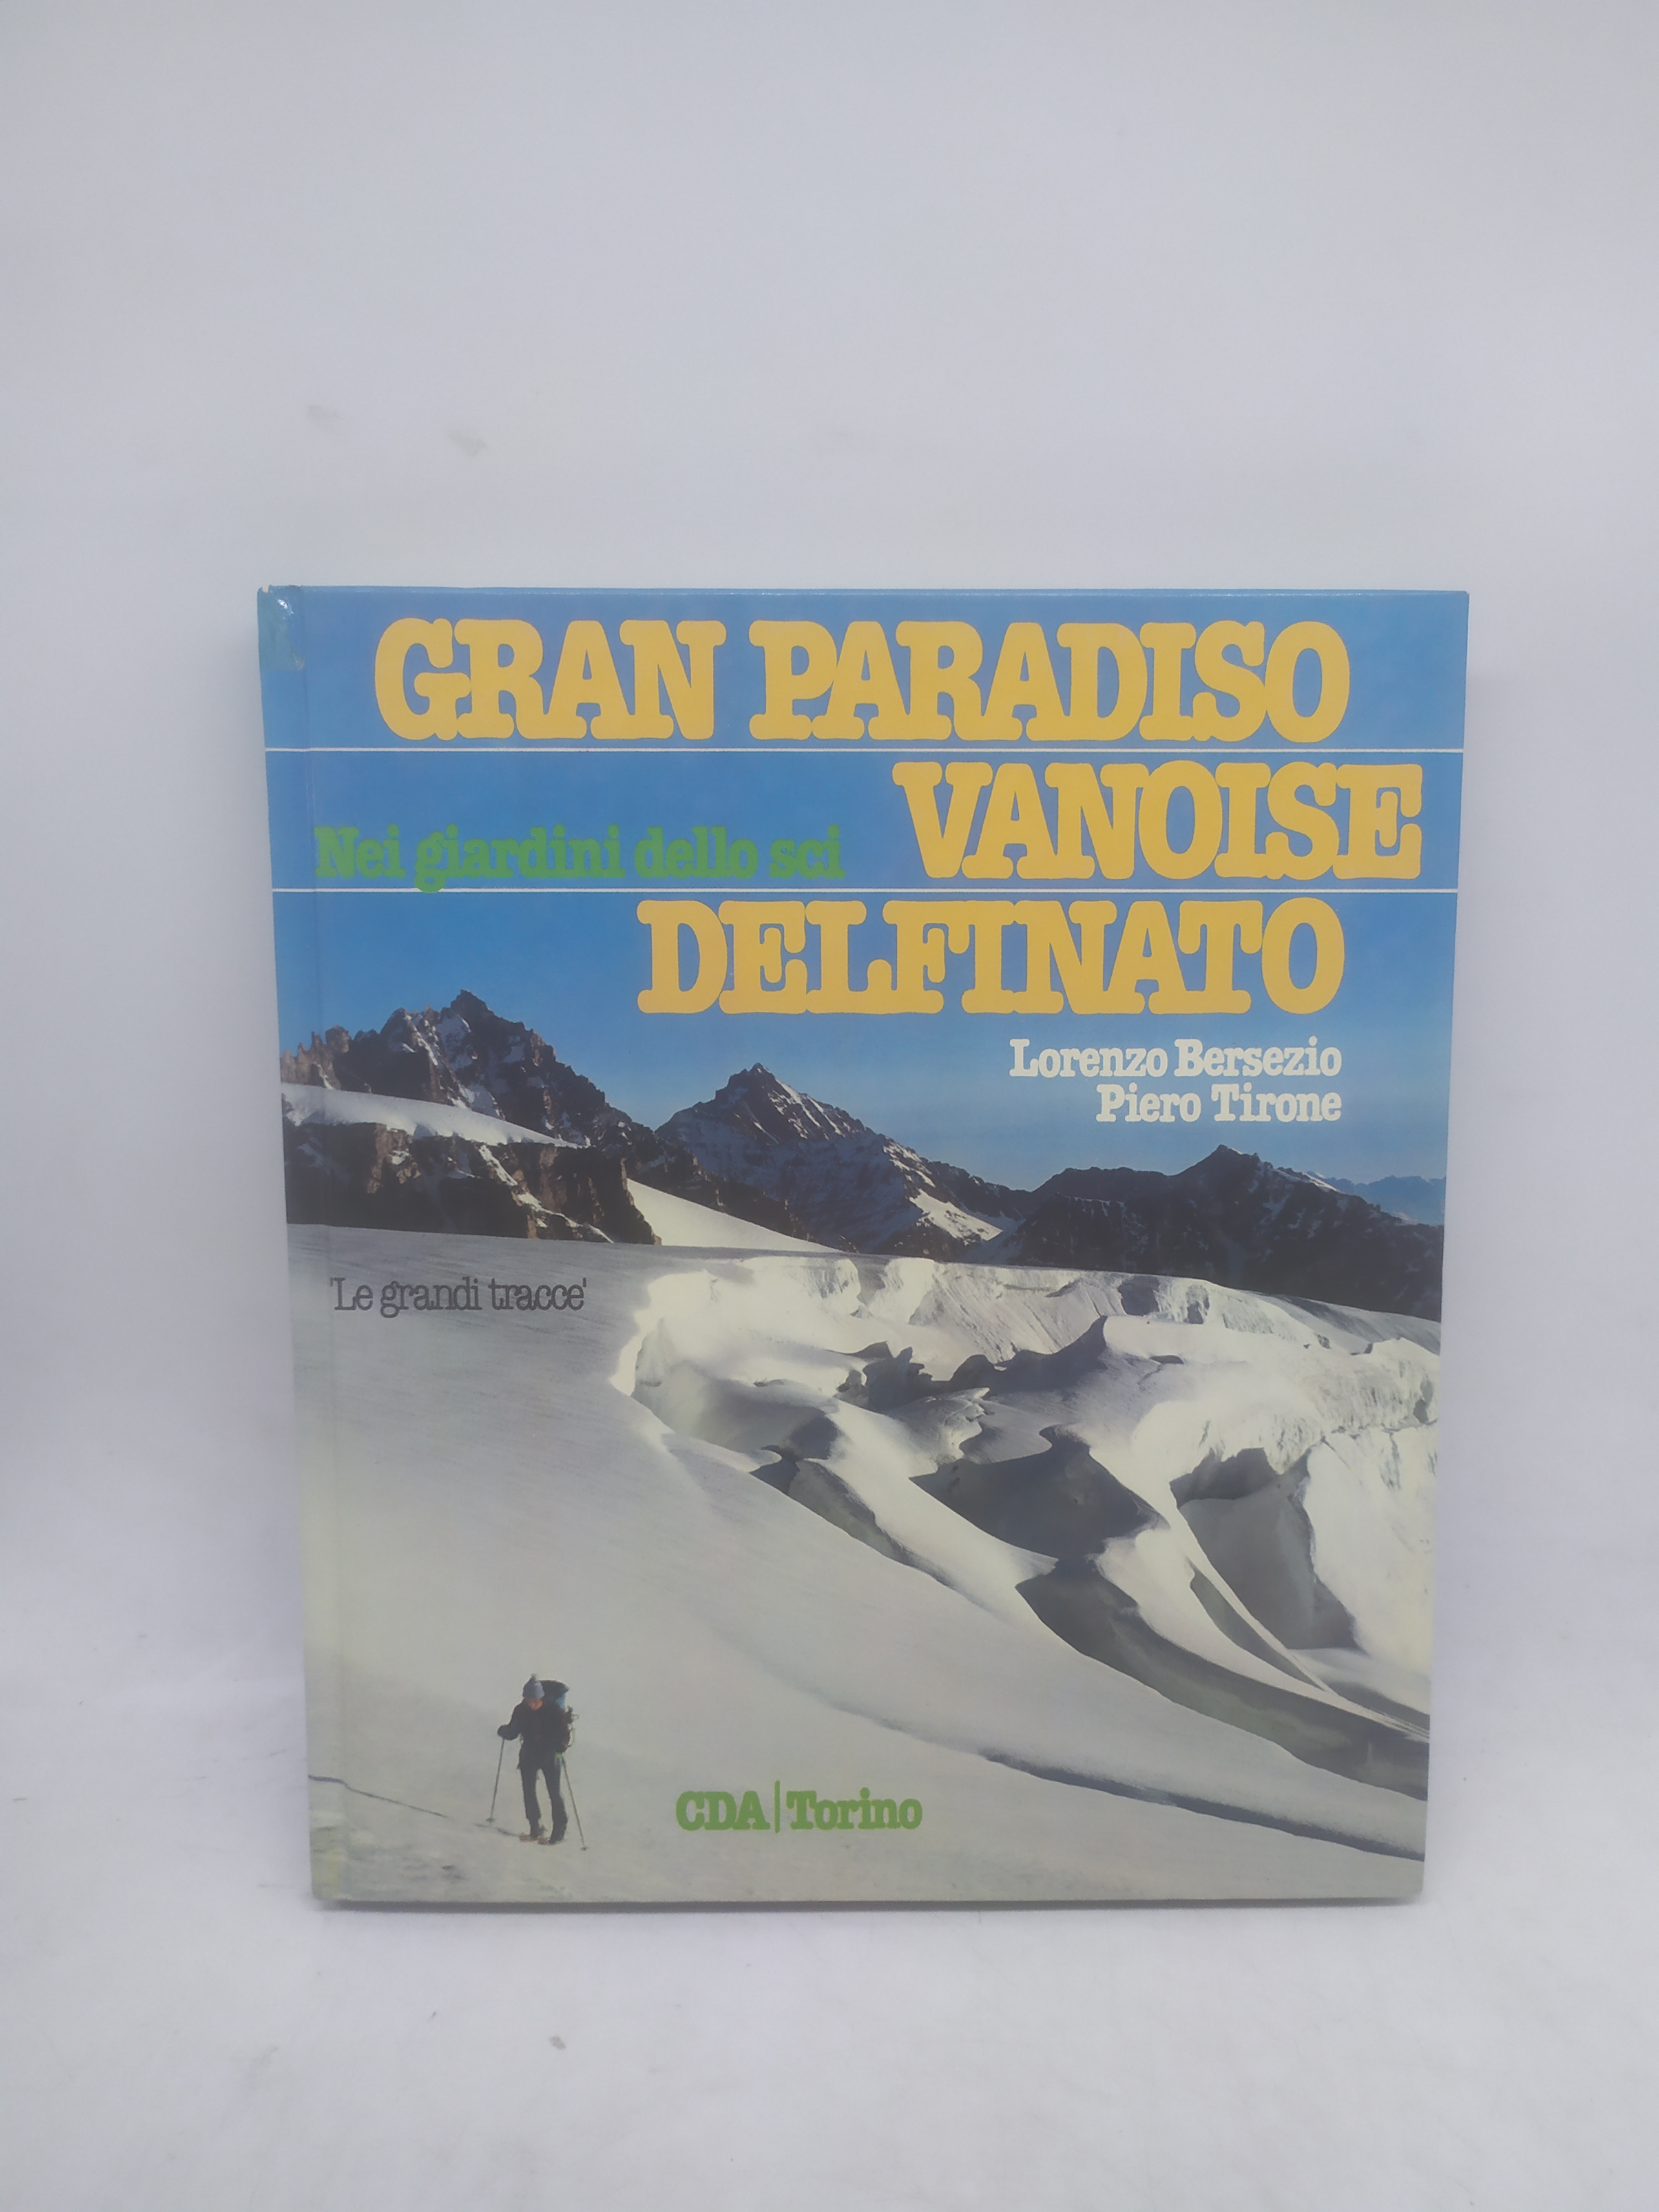 GRAN PARADISO
VANOISE
Nei giardini dello sci
DELFINATO
Lorenzo Bersezio
Piero Tirone
'Le grandi tracce'
CDA|Torino